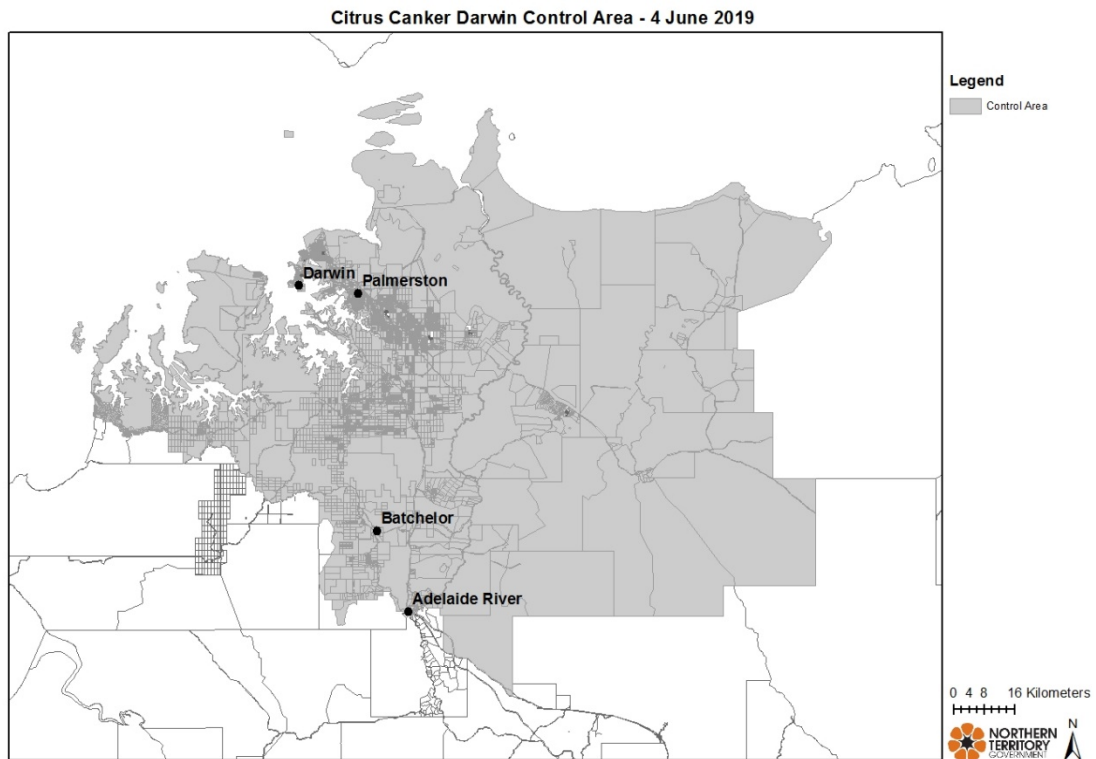 Citrus Canker Darwin Control Area - 4 June 2019
Legend
Control Area
Darwin
Palmerston
Batchelor
Adelaide River
0 4 8 16 Kilometers
NORTHERN
TERRITORY
GOVERNMENT
N